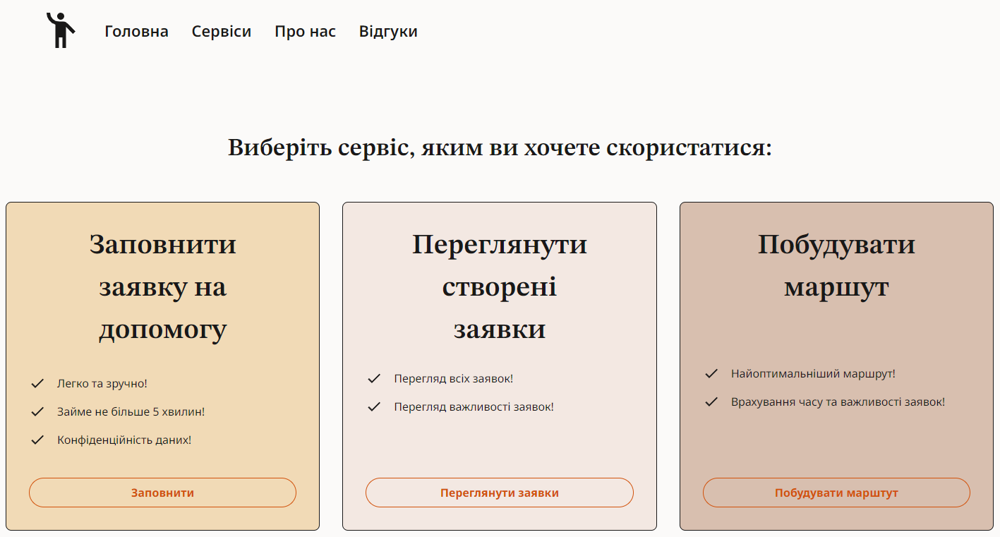 Головна Сервіси Про нас Відгуки
Виберіть сервіс, яким ви хочете скористатися:
Заповнити
заявку на
допомогу
Легко та зручно!
Займе не більше 5 хвилин!
Конфіденційність даних!
Заповнити
Переглянути
створені
заявки
Перегляд всіх заявок!
Перегляд важливості заявок!
Переглянути заявки
Побудувати
маршут
Найоптимальніший маршрут!
Врахування часу та важливості заявок!
Побудувати марштут